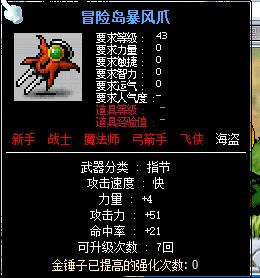 冒险岛暴风爪
要求等级: 43
要求力量: 0
要求敏捷: -
要求智力: -
要求运气: -
要求人气度: -
道具等级: -
道具经验值: -
新手 战士 魔法师 弓箭手 飞侠 海盗
武器分类: 指节
攻击速度: 快
力量: +4
攻击力: +51
命中率: +21
可升级次数: 7回
金锤子已提高的强化次数: 0